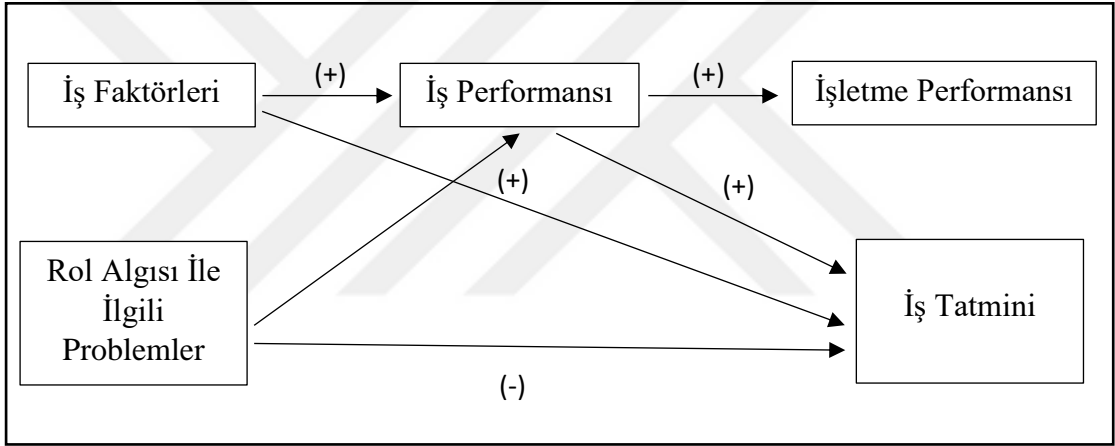 İş Faktörleri
(+)
İş Performansı
(+)
İşletme Performansı
(+)
(+)
Rol Algısı İle
İlgili
Problemler
İş Tatmini
(-)